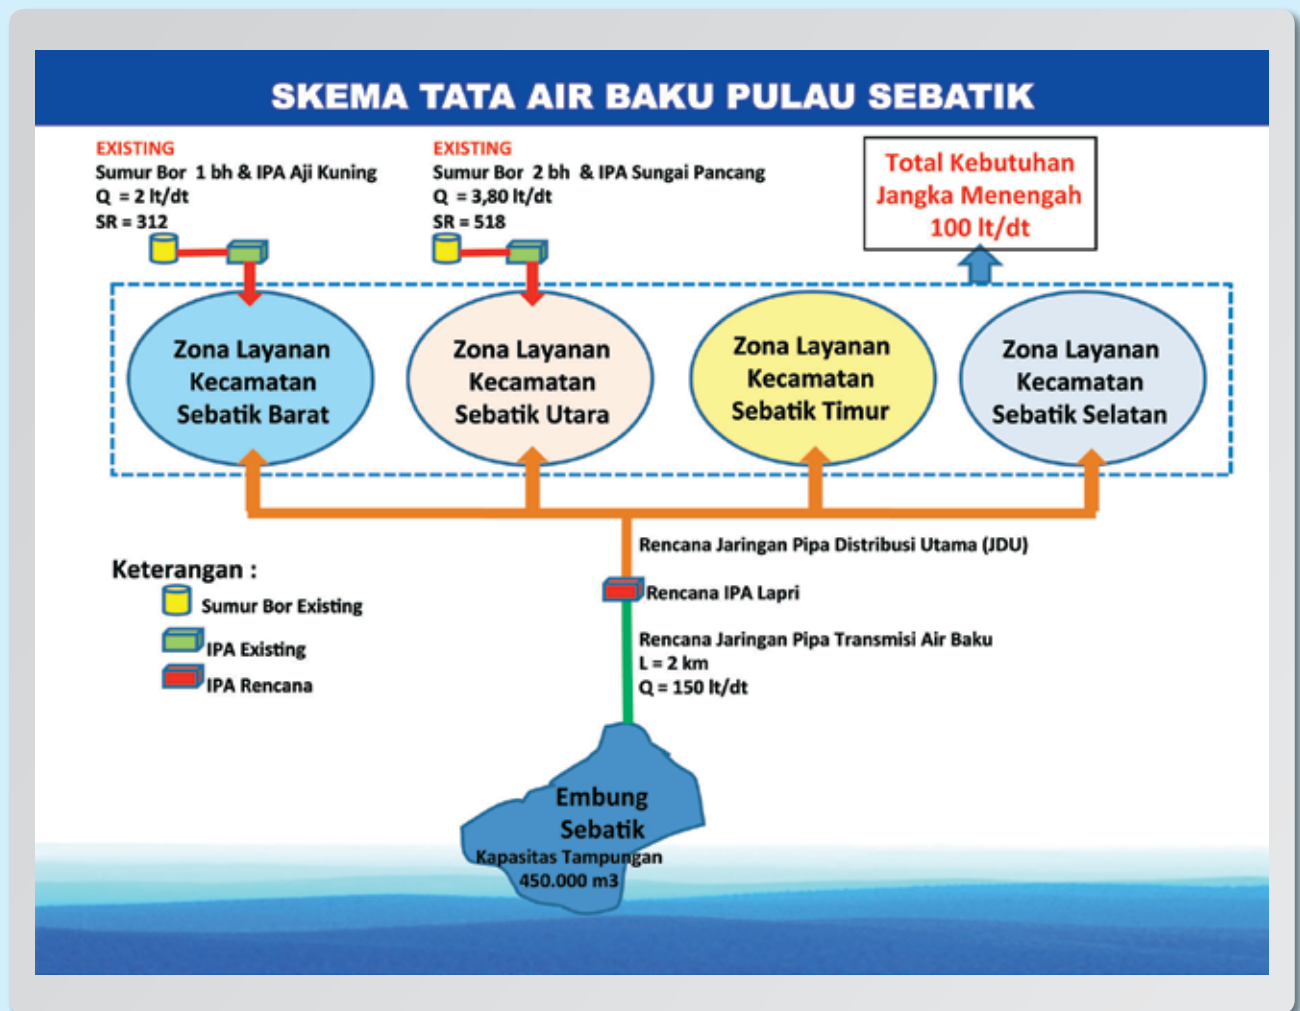 SKEMA TATA AIR BAKU PULAU SEBATIK
EXISTING
Sumur Bor 1 bh & IPA Aji Kuning
Q = 2 lt/dt
SR = 312
EXISTING
Sumur Bor 2 bh & IPA Sungai Pancang
Q = 3,80 lt/dt
SR = 518
Total Kebutuhan
Jangka Menengah
100 lt/dt
Zona Layanan
Kecamatan
Sebatik Barat
Zona Layanan
Kecamatan
Sebatik Utara
Zona Layanan
Kecamatan
Sebatik Timur
Zona Layanan
Kecamatan
Sebatik Selatan
Rencana Jaringan Pipa Distribusi Utama (JDU)
Rencana IPA Lapri
Rencana Jaringan Pipa Transmisi Air Baku
L = 2 km
Q = 150 lt/dt
Keterangan :
Sumur Bor Existing
IPA Existing
IPA Rencana
Embung
Sebatik
Kapasitas Tampungan
450.000 m3